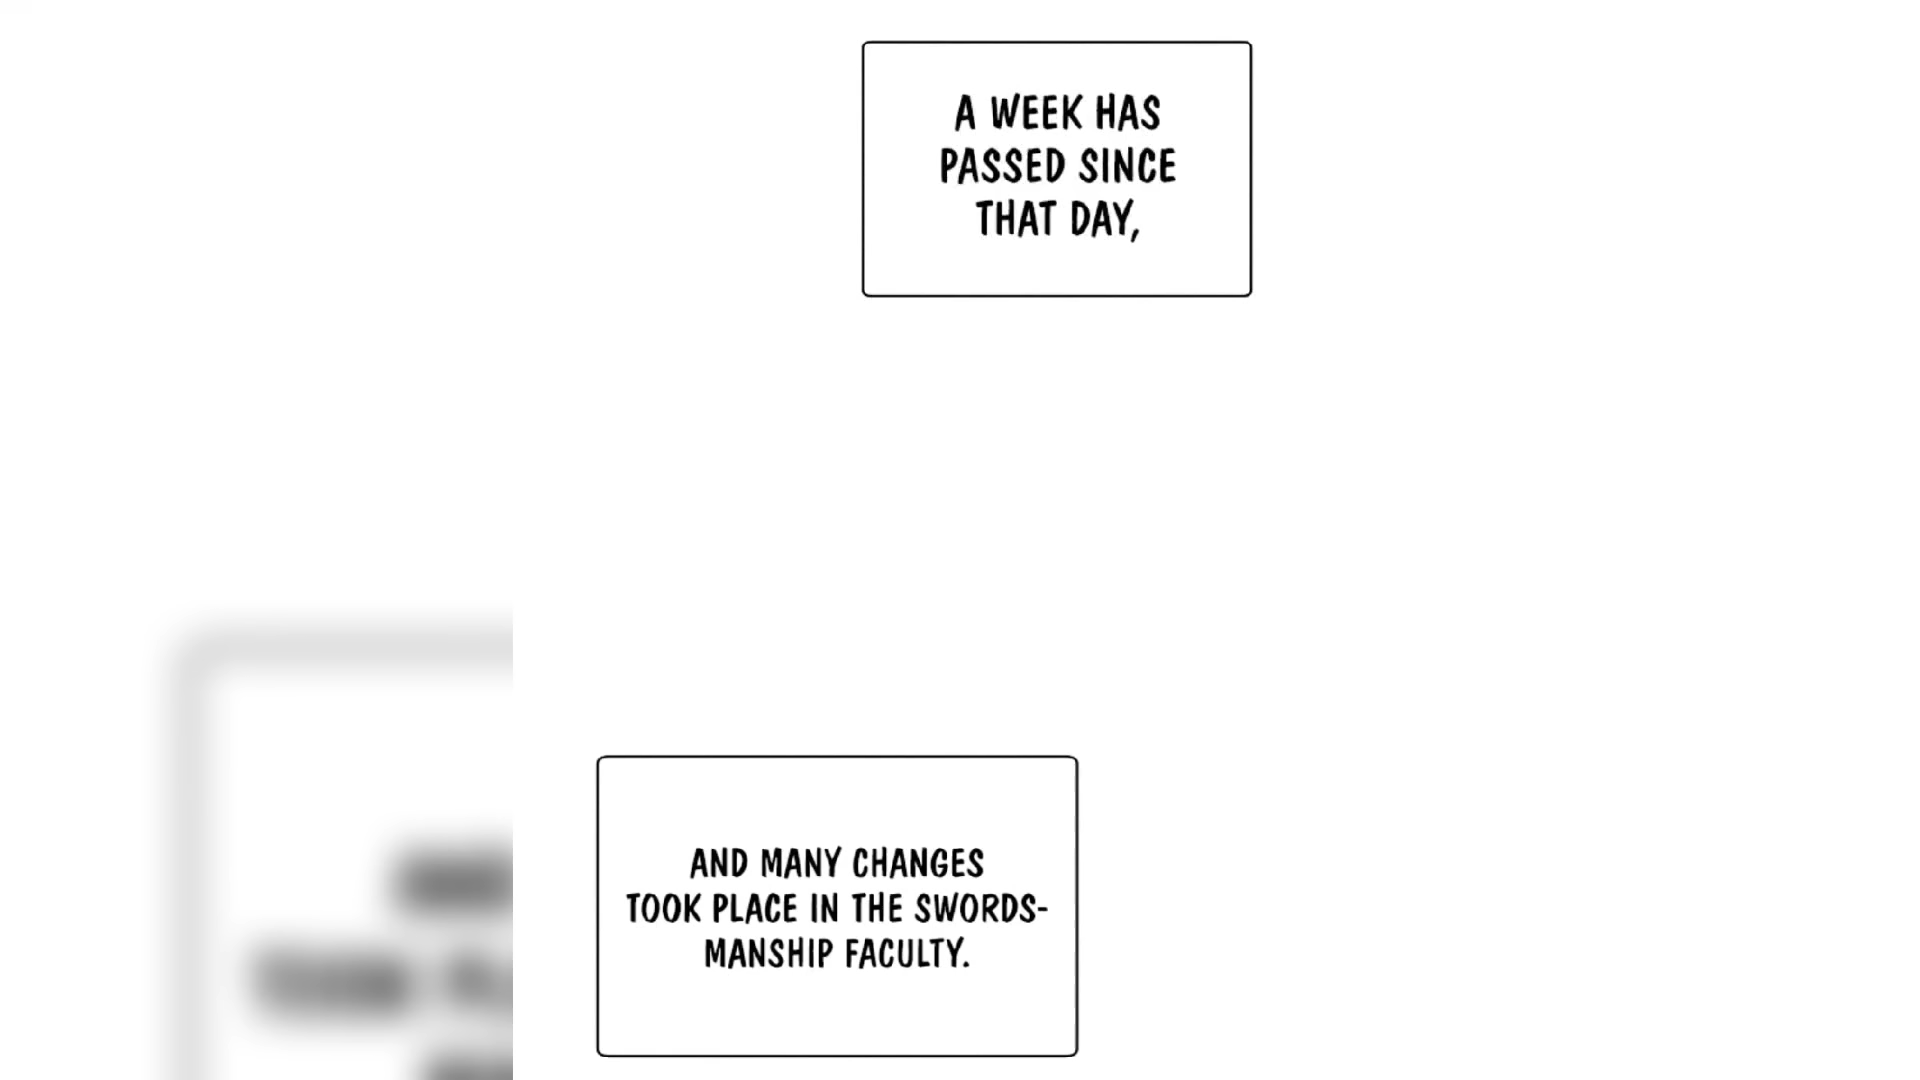 A WEEK HAS
PASSED SINCE
THAT DAY,
AND MANY CHANGES
TOOK PLACE IN THE SWORDS-
MANSHIP FACULTY.